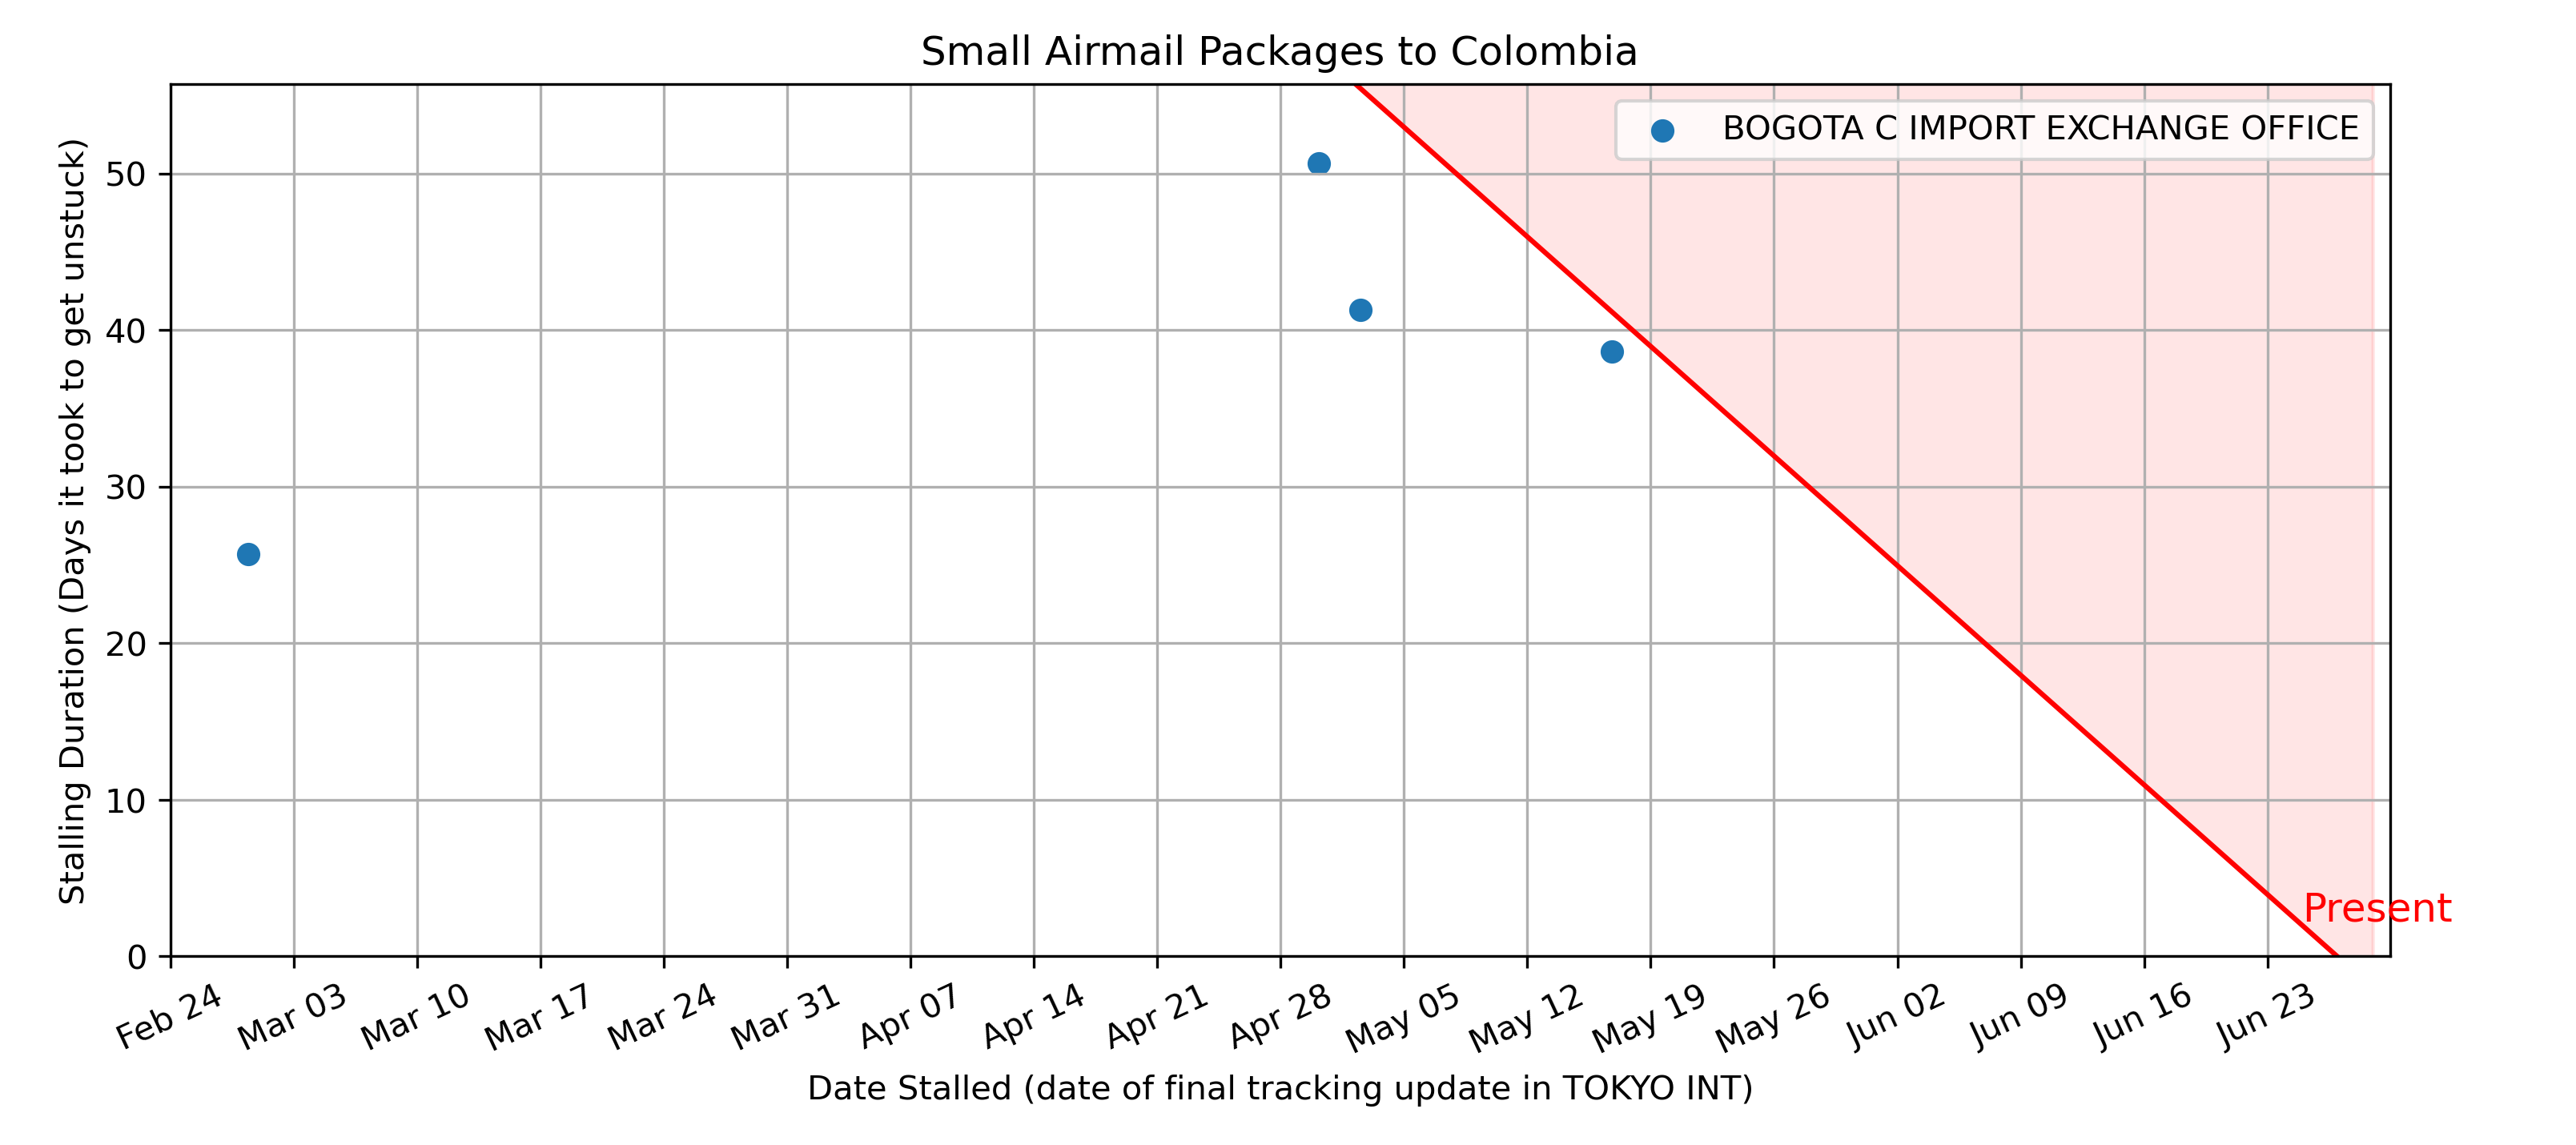 Small Airmail Packages to Colombia
BOGOTA C IMPORT EXCHANGE OFFICE
Stalling Duration (Days it took to get unstuck)
50
40
30
20
10
0
Present
Feb 24
Mar 03
Mar 10
Mar 17
Mar 24
Mar 31
Apr 07
Apr 14
Apr 21
Apr 28
May 05
May 12
May 19
May 26
Jun 02
Jun 09
Jun 16
Jun 23
Date Stalled (date of final tracking update in TOKYO INT)